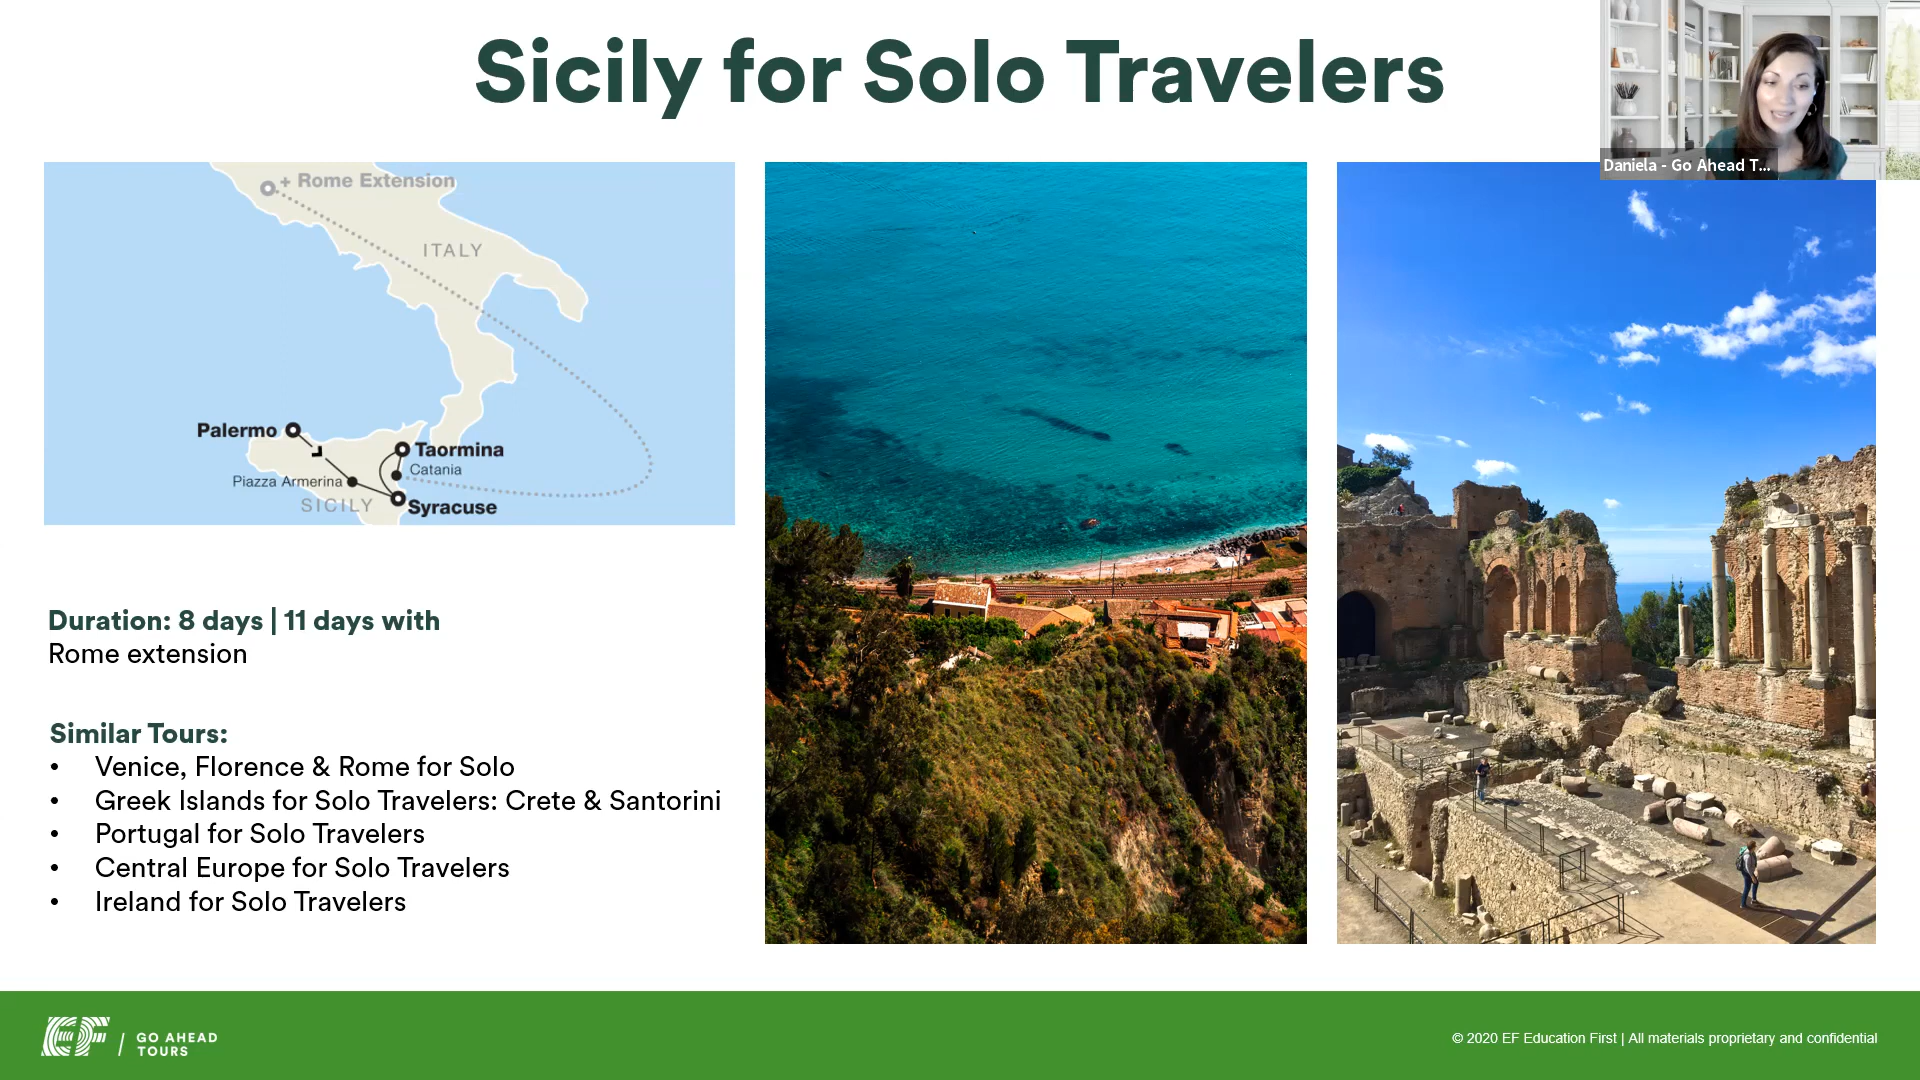 Sicily for Solo Travelers
Daniela - Go Ahead T...
+ Rome Extension
ITALY
Palermo
Taormina
Catania
Piazza Armerina
SICILY
Syracuse
Duration: 8 days | 11 days with
Rome extension
Similar Tours:
• Venice, Florence & Rome for Solo
• Greek Islands for Solo Travelers: Crete & Santorini
• Portugal for Solo Travelers
• Central Europe for Solo Travelers
• Ireland for Solo Travelers
EF / GO AHEAD
TOURS
© 2020 EF Education First | All materials proprietary and confidential